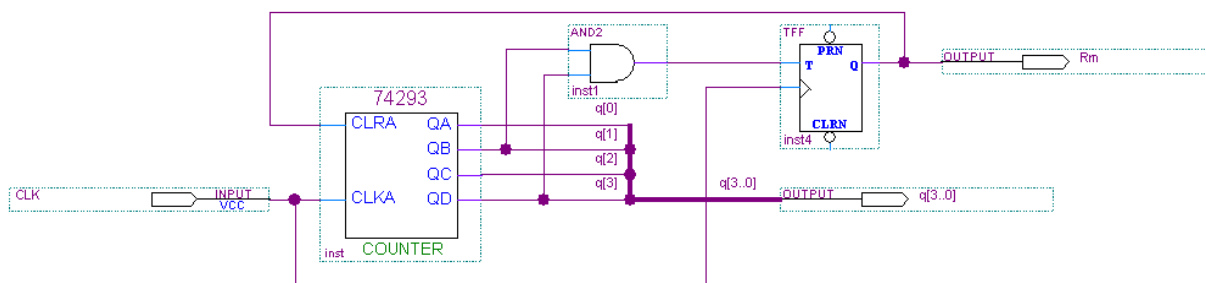 AND2
TFF
PRN
T Q
OUTPUT Rm
inst1
74293
q[0]
CLRA QA
q[1]
CLRN
inst4
QB
q[2]
QC
q[3] q[3..0]
CLK INPUT
VCC
CLKA QD
OUTPUT q[3..0]
inst COUNTER